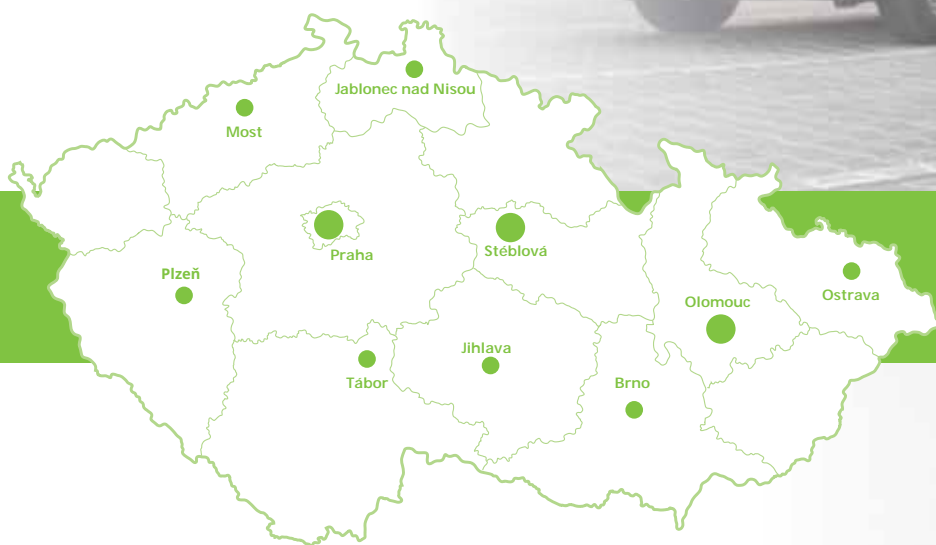 Jablonec nad Nisou
Most
Praha
Stéblová
Plzeň
Ostrava
Olomouc
Jihlava
Tábor
Brno